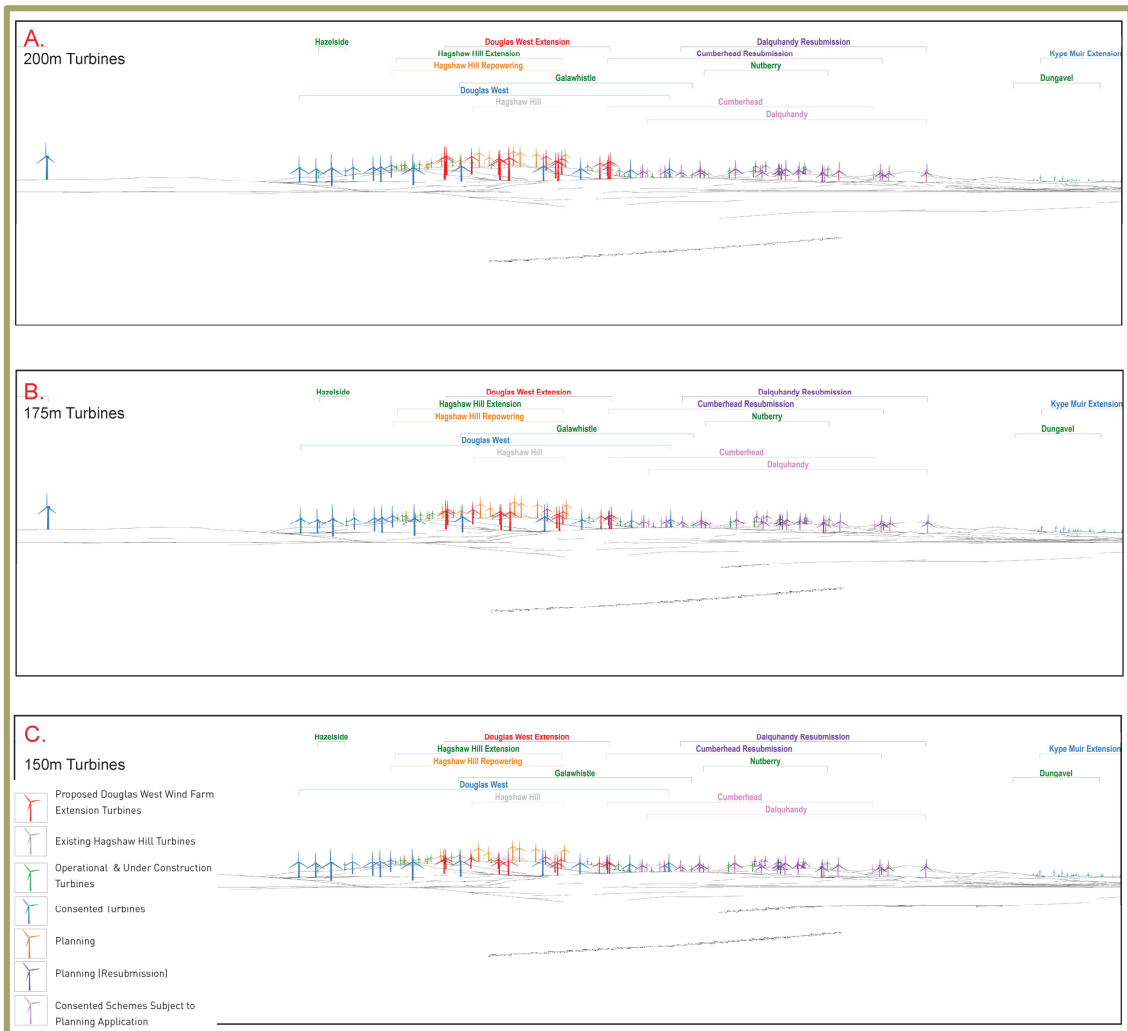 A.
200m Turbines
Hazelside
Douglas West Extension
Dalquhandy Resubmission
Hagshaw Hill Extension
Cumberhead Resubmission
Kype Muir Extension
Hagshaw Hill Repowering
Nutberry
Galawhistle
Dungavel
Douglas West
Hagshaw Hill
Cumberhead
Dalquhandy
B.
175m Turbines
Hazelside
Douglas West Extension
Dalquhandy Resubmission
Hagshaw Hill Extension
Cumberhead Resubmission
Kype Muir Extension
Hagshaw Hill Repowering
Nutberry
Galawhistle
Dungavel
Douglas West
Hagshaw Hill
Cumberhead
Dalquhandy
C.
150m Turbines
Hazelside
Douglas West Extension
Dalquhandy Resubmission
Hagshaw Hill Extension
Cumberhead Resubmission
Kype Muir Extension
Hagshaw Hill Repowering
Nutberry
Galawhistle
Dungavel
Douglas West
Hagshaw Hill
Cumberhead
Dalquhandy
Proposed Douglas West Wind Farm
Extension Turbines
Existing Hagshaw Hill Turbines
Operational & Under Construction
Turbines
Consented Turbines
Planning
Planning (Resubmission)
Consented Schemes Subject to
Planning Application